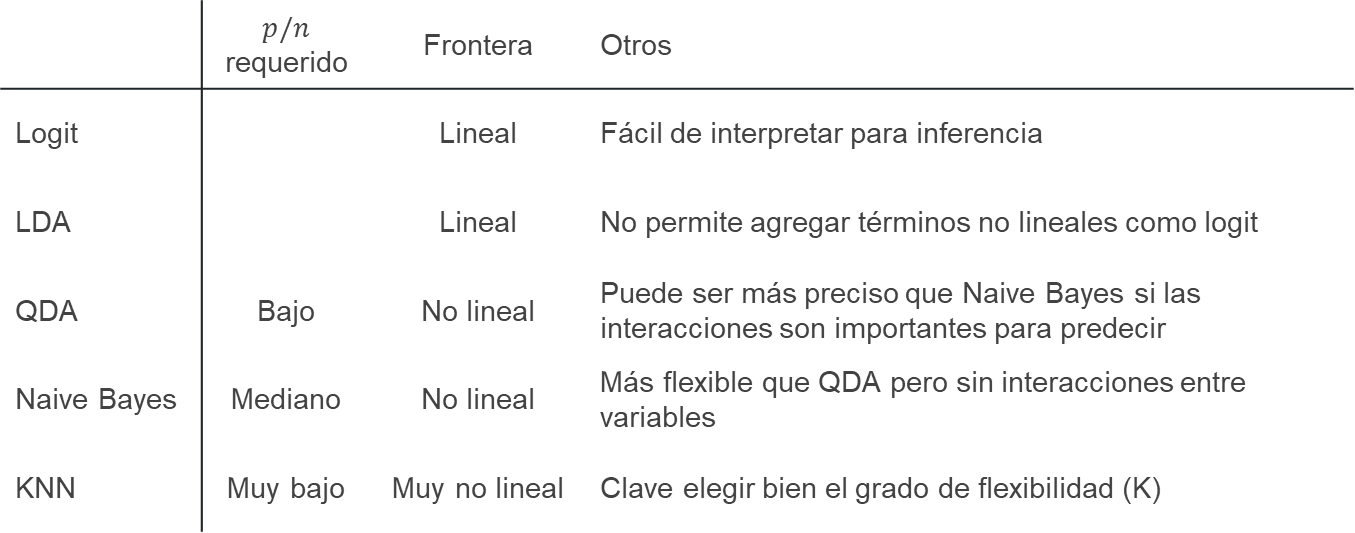 p/n
requerido
Frontera
Otros
Logit
Lineal
Fácil de interpretar para inferencia
LDA
Lineal
No permite agregar términos no lineales como logit
QDA
Bajo
No lineal
Puede ser más preciso que Naive Bayes si las
interacciones son importantes para predecir
Naive Bayes
Mediano
No lineal
Más flexible que QDA pero sin interacciones entre
variables
KNN
Muy bajo
Muy no lineal
Clave elegir bien el grado de flexibilidad (K)